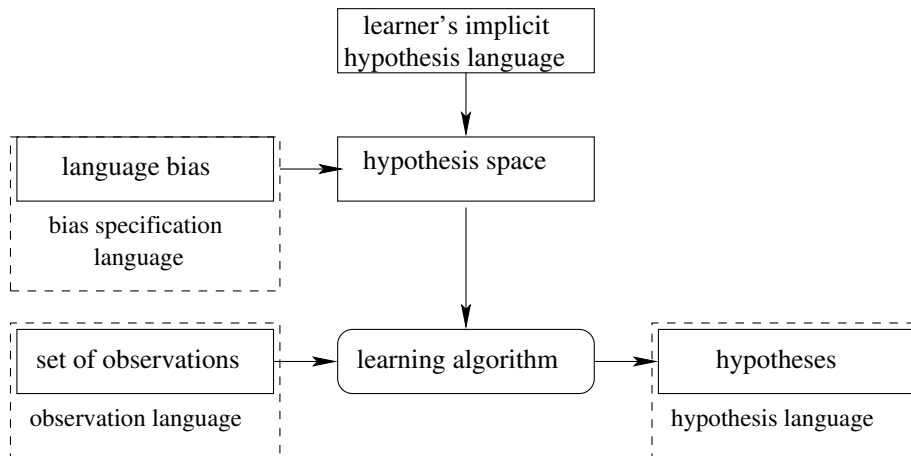 learner's implicit
hypothesis language
language bias
hypothesis space
bias specification
language
set of observations
learning algorithm
hypotheses
observation language
hypothesis language